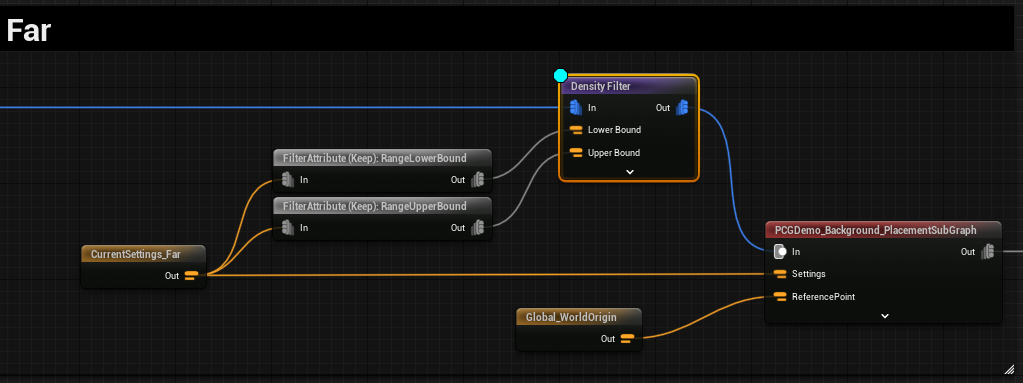 Far
Density Filter
In
Out
Lower Bound
Upper Bound
FilterAttribute (Keep): RangeLowerBound
In
Out
FilterAttribute (Keep): RangeUpperBound
In
Out
CurrentSettings_Far
Out
PCGDemo_Background_PlacementSubGraph
In
Out
Settings
ReferencePoint
Global_WorldOrigin
Out